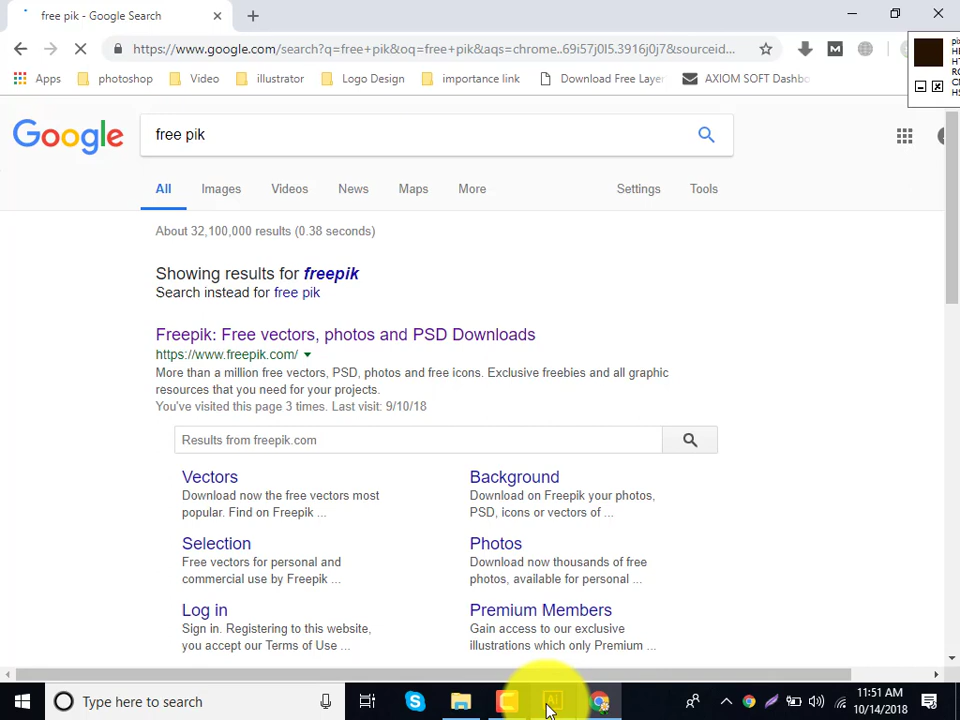 free pik - Google Search
https://www.google.com/search?q=free+pik&oq=free+pik&aqs=chrome..69i57j0l5.3916j0j7&sourceid...
Apps photoshop Video illustrator Logo Design importance link Download Free Layer AXIOM SOFT Dashbo
Google free pik
All Images Videos News Maps More Settings Tools
About 32,100,000 results (0.38 seconds)
Showing results for freepik
Search instead for free pik
Freepik: Free vectors, photos and PSD Downloads
https://www.freepik.com/
More than a million free vectors, PSD, photos and free icons. Exclusive freebies and all graphic
resources that you need for your projects.
You've visited this page 3 times. Last visit: 9/10/18
Results from freepik.com
Vectors
Download now the free vectors most
popular. Find on Freepik ...
Background
Download on Freepik your photos,
PSD, icons or vectors of ...
Selection
Free vectors for personal and
commercial use by Freepik ...
Photos
Download now thousands of free
photos, available for personal ...
Log in
Sign in. Registering to this website,
you accept our Terms of Use ...
Premium Members
Gain access to our exclusive
illustrations which only Premium ...
Type here to search
11:51 AM
10/14/2018